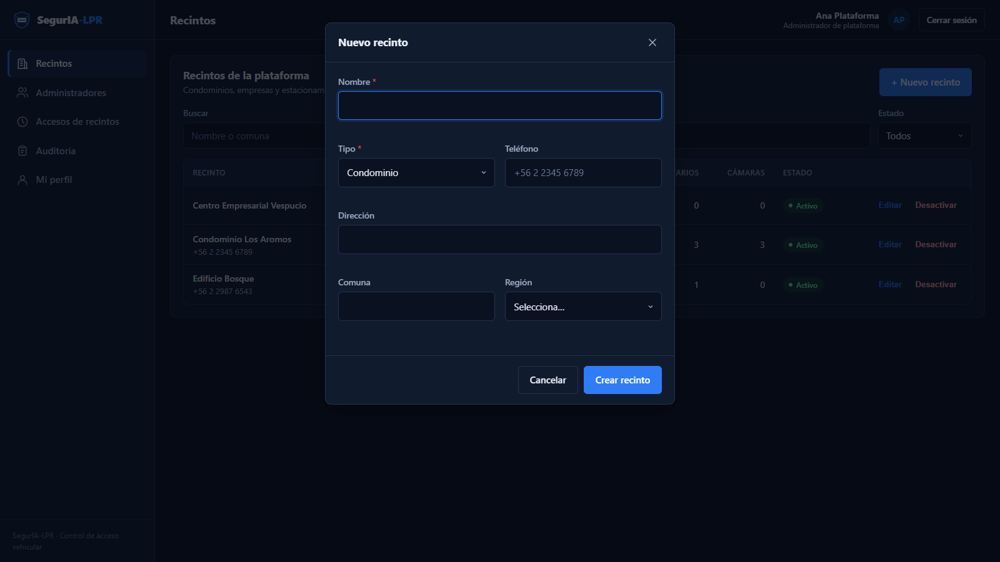 SegurIA-LPR
Recintos
Administradores
Accesos de recintos
Auditoría
Mi perfil
SegurIA-LPR · Control de acceso
vehicular
Recintos
Ana Plataforma
Administrador de plataforma
AP
Cerrar sesión
Recintos de la plataforma
Condominios, empresas y
+ Nuevo recinto
Buscar
Nombre o comuna
Estado
Todos
RECINTO
CÁMARAS
ESTADO
Centro Empresarial Vespucio
0
0
Activo
Editar
Desactivar
Condominio Los Aromos
+56 2 2345 6789
3
3
Activo
Editar
Desactivar
Edificio Bosque
+56 2 2987 6543
1
0
Activo
Editar
Desactivar
Nuevo recinto
Nombre *
Tipo *
Condominio
Teléfono
+56 2 2345 6789
Dirección
Comuna
Región
Selecciona...
Cancelar
Crear recinto